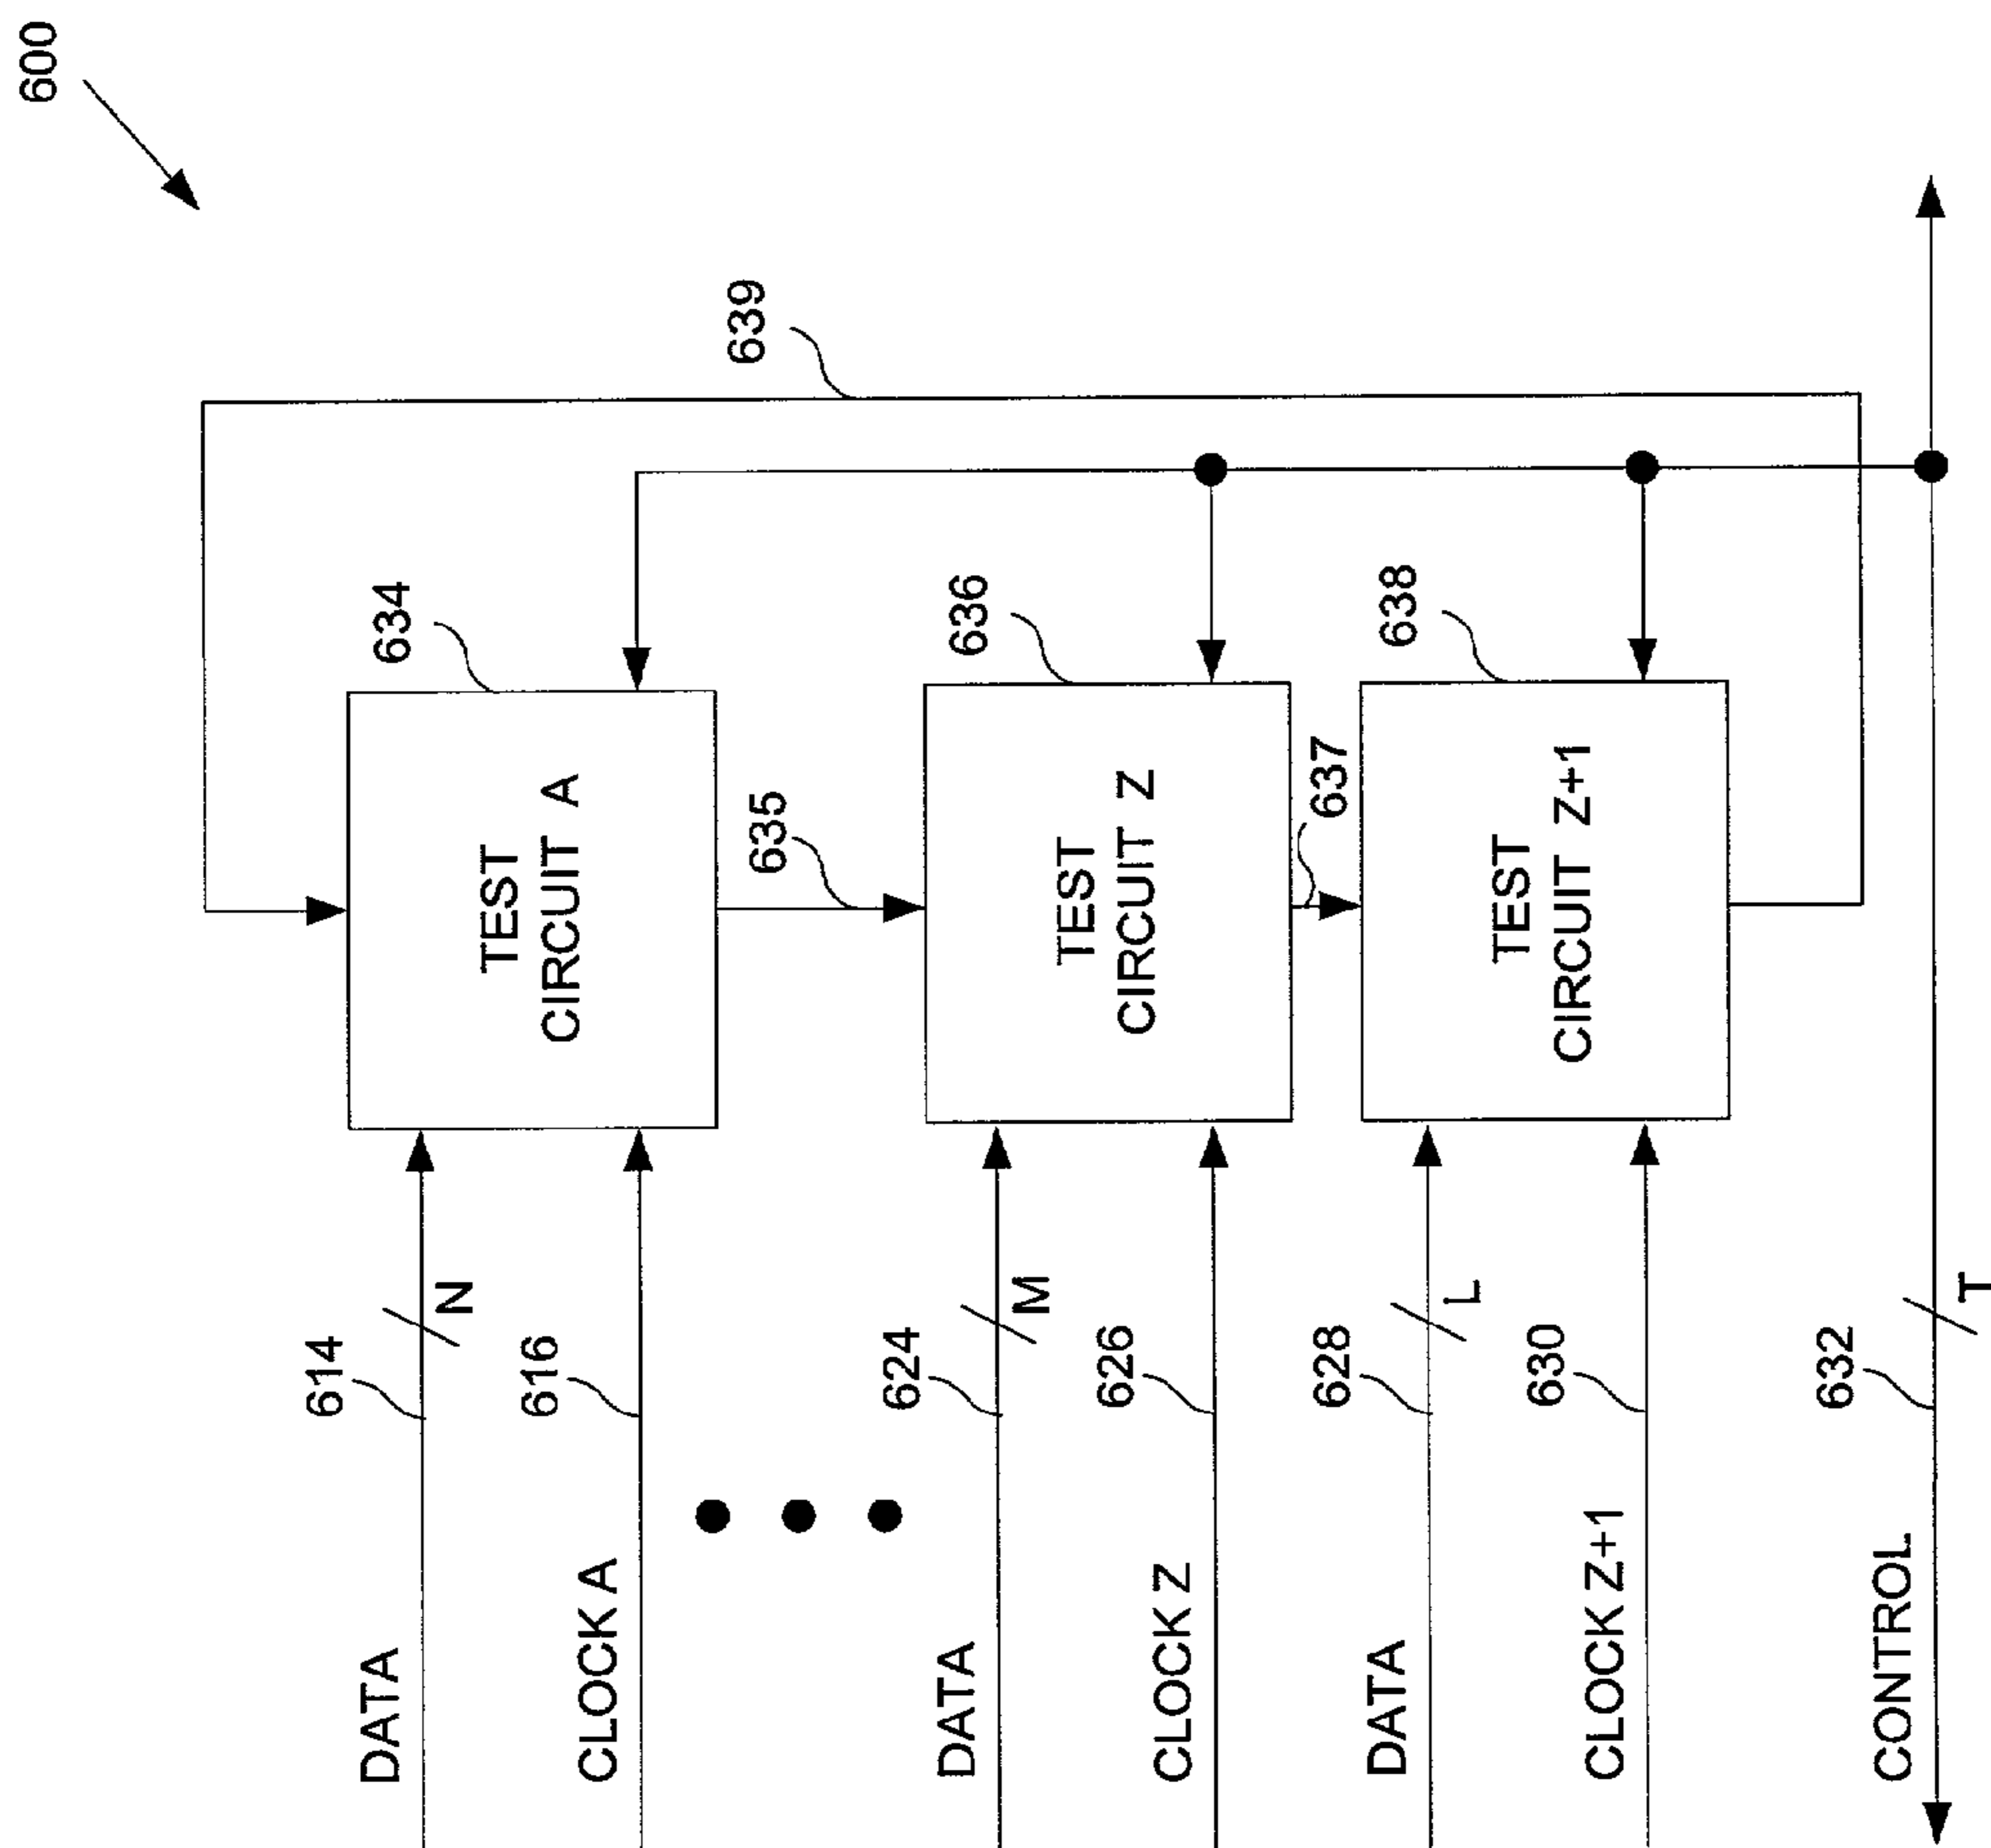 600
639
634
TEST
CIRCUIT A
635
636
TEST
CIRCUIT Z
637
638
TEST
CIRCUIT Z+1
614
N
DATA
616
CLOCK A
624
M
DATA
626
CLOCK Z
628
L
DATA
630
CLOCK Z+1
632
T
CONTROL